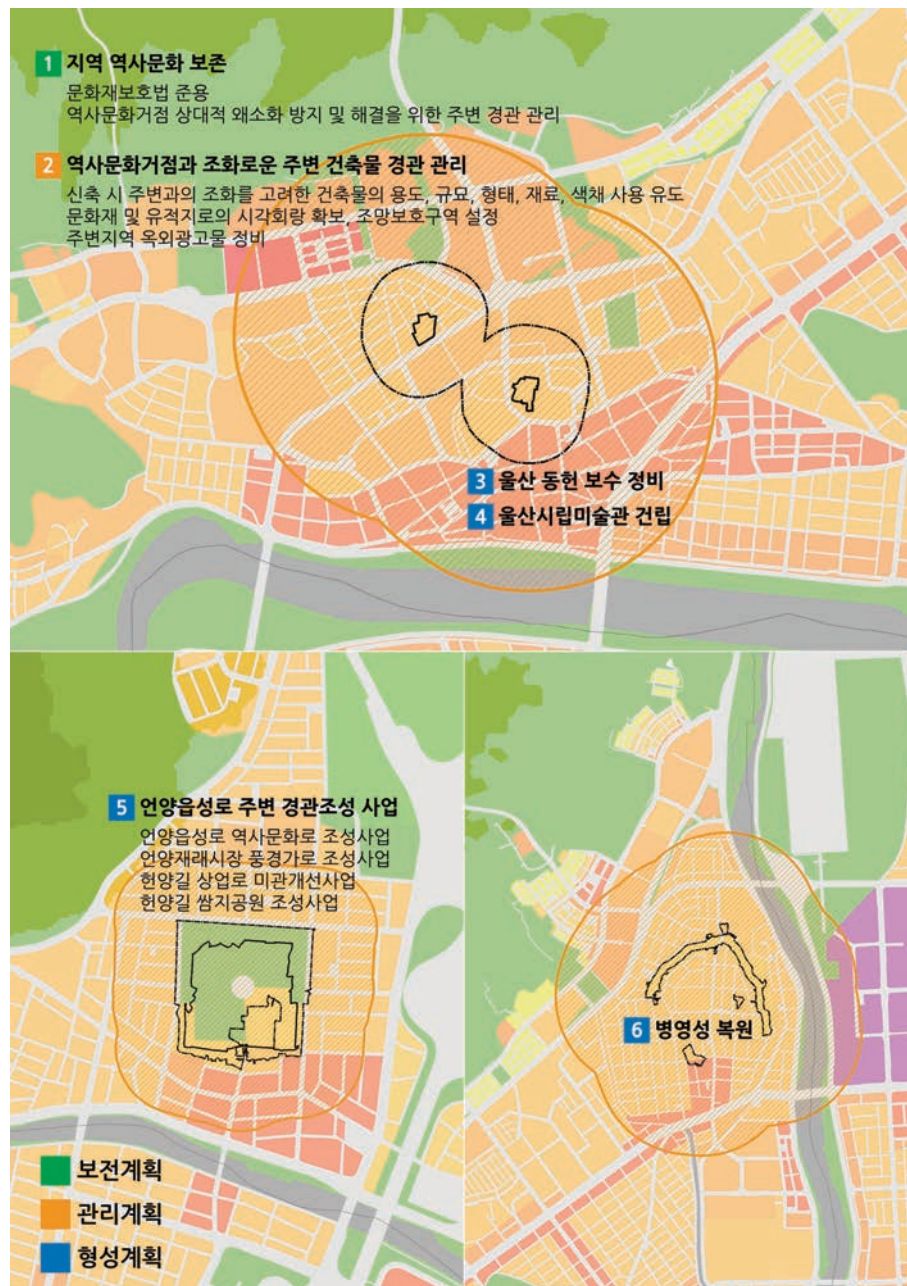 1 지역 역사문화 보존
문화재보호법 준용
역사문화거점 상대적 왜소화 방지 및 해결을 위한 주변 경관 관리
2 역사문화거점과 조화로운 주변 건축물 경관 관리
신축 시 주변과의 조화를 고려한 건축물의 용도, 규모, 형태, 재료, 색채 사용 유도
문화재 및 유적지로의 시각회랑 확보, 조망보호구역 설정
주변지역 옥외광고물 정비
3 울산 동헌 보수 정비
4 울산시립미술관 건립
5 언양읍성로 주변 경관조성 사업
언양읍성로 역사문화로 조성사업
언양재래시장 풍경가로 조성사업
헌양길 상업로 미관개선사업
헌양길 쌈지공원 조성사업
6 병영성 복원
보전계획
관리계획
형성계획